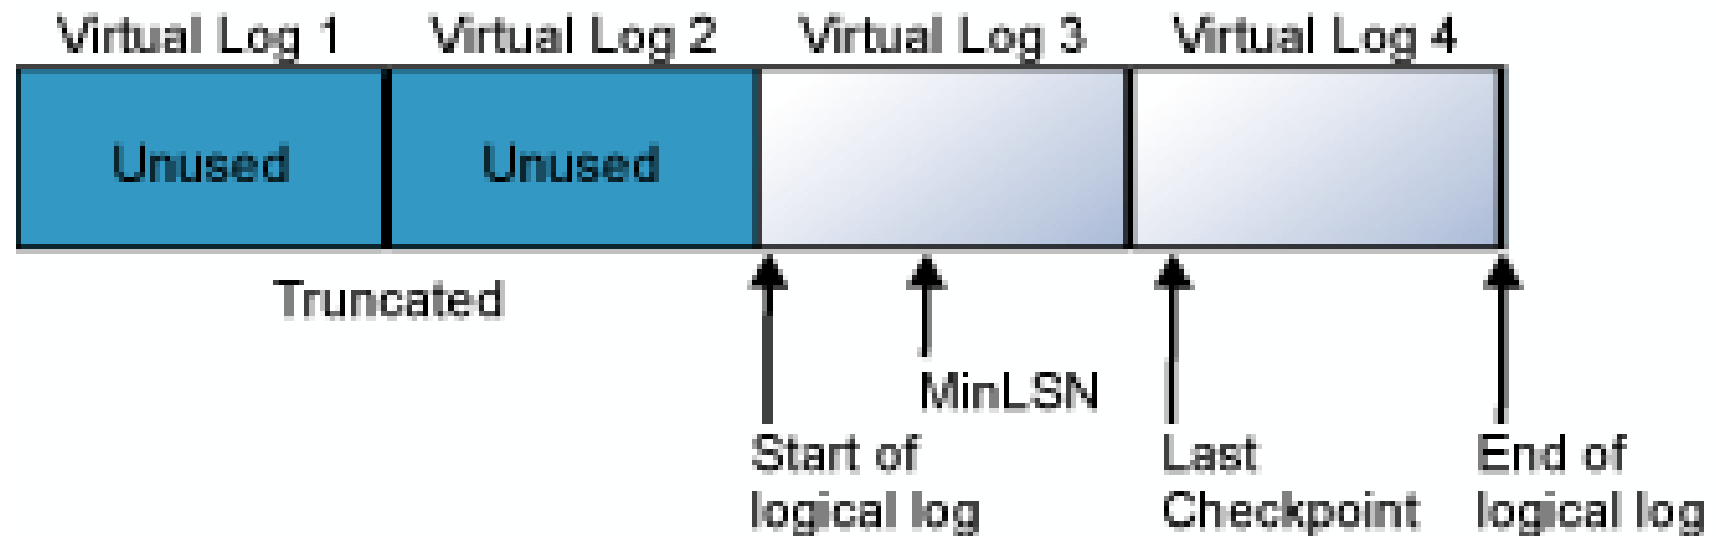 Virtual Log 1 Virtual Log 2 Virtual Log 3 Virtual Log 4
Unused Unused
Truncated
MinLSN
Start of
logical log
Last
Checkpoint
End of
logical log